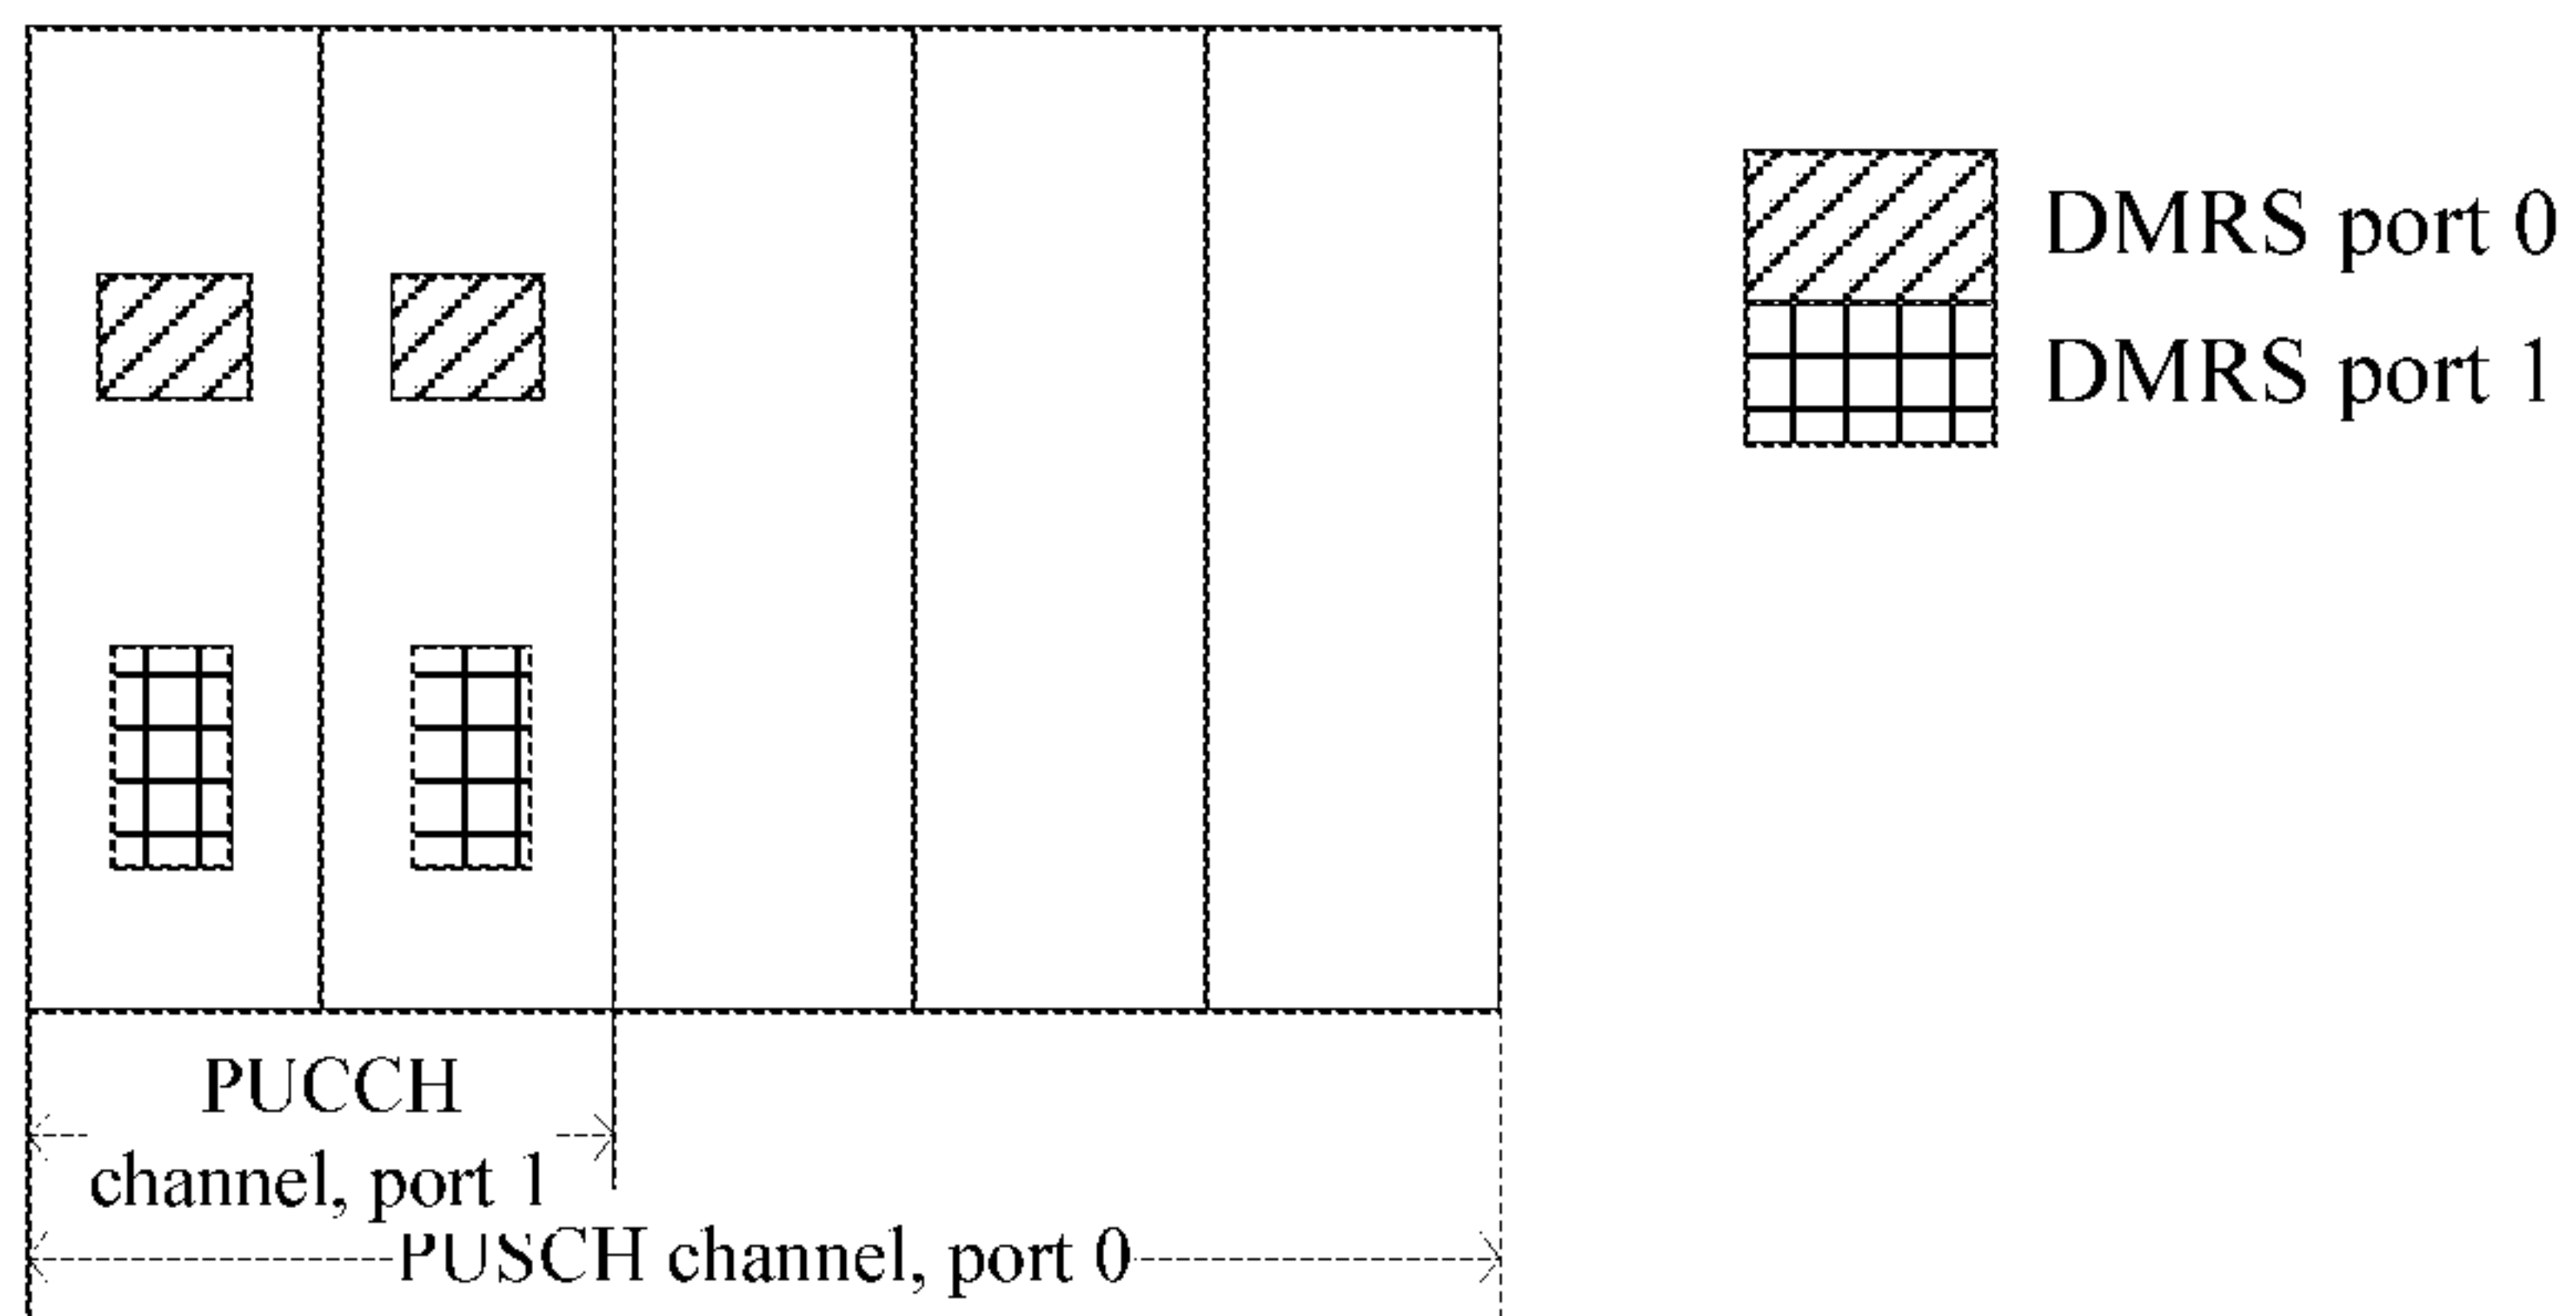 DMRS port 0
DMRS port 1
PUCCH
channel, port 1
PUSCH channel, port 0